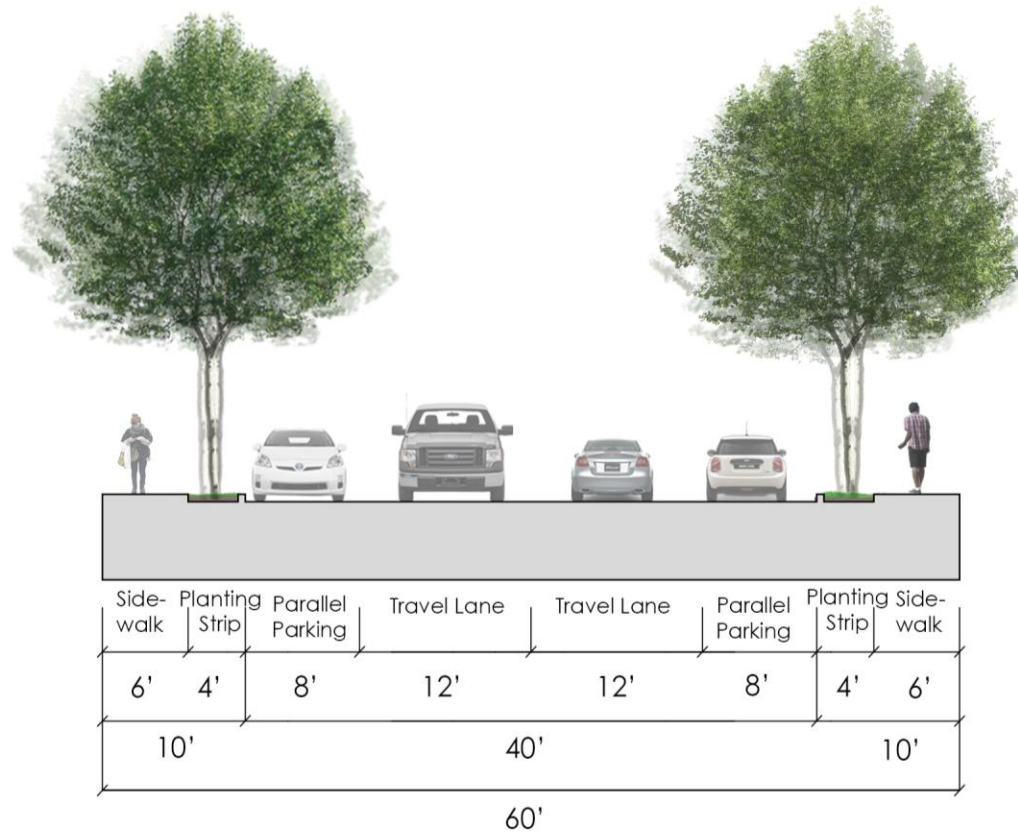 Side-
walk
Planting
Strip
Parallel
Parking
Travel Lane
Travel Lane
Parallel
Parking
Planting
Strip
Side-
walk
6’
4’
8’
12’
12’
8’
4’
6’
10’
40’
10’
60’